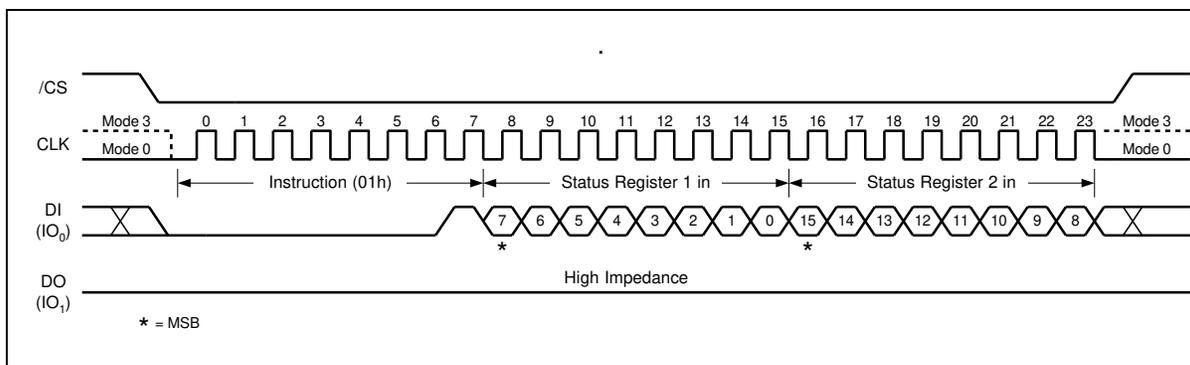 /CS
Mode 3 0 1 2 3 4 5 6 7 8 9 10 11 12 13 14 15 16 17 18 19 20 21 22 23 Mode 3
CLK
Mode 0 Mode 0
Instruction (01h) Status Register 1 in Status Register 2 in
DI
(IO0)
7 6 5 4 3 2 1 0 15 14 13 12 11 10 9 8
* *
High Impedance
DO
(IO1)
* = MSB